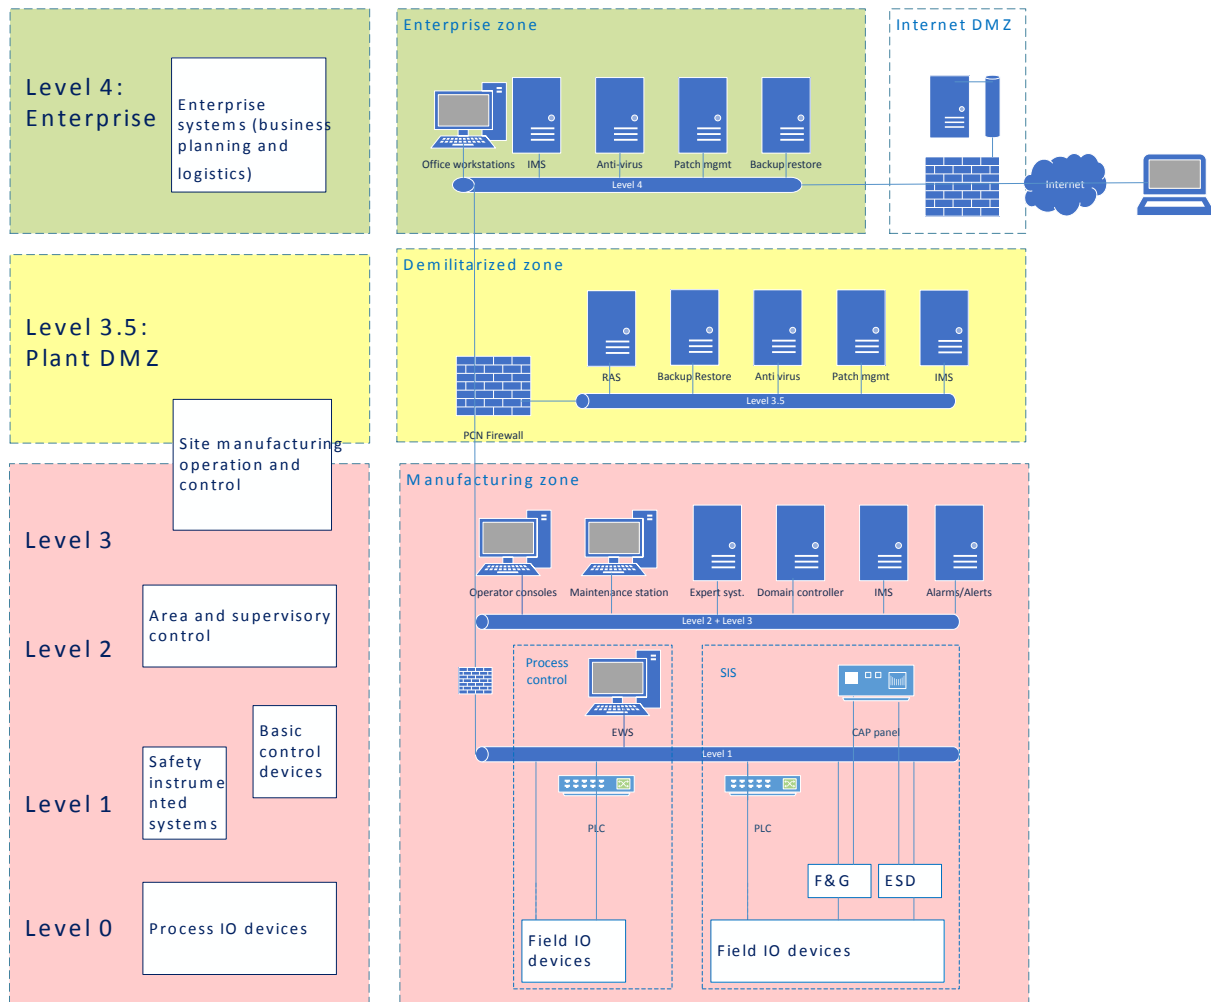 Level 4:
Enterprise
Enterprise
systems (business
planning and
logistics)
Enterprise zone
Office workstations
IMS
Anti-virus
Patch mgmt
Backup restore
Level 4
Internet DMZ
Internet
Level 3.5:
Plant DMZ
Demilitarized zone
RAS
Backup Restore
Anti virus
Patch mgmt
IMS
Level 3.5
PCN Firewall
Site manufacturing
operation and
control
Level 3
Manufacturing zone
Operator consoles
Maintenance station
Expert syst.
Domain controller
IMS
Alarms/Alerts
Level 2 + Level 3
Area and supervisory
control
Level 2
Process
control
EWS
SIS
CAP panel
Level 1
Basic
control
devices
Safety
instrume
nted
systems
Level 1
PLC
PLC
F&G
ESD
Level 0
Process IO devices
Field IO
devices
Field IO devices